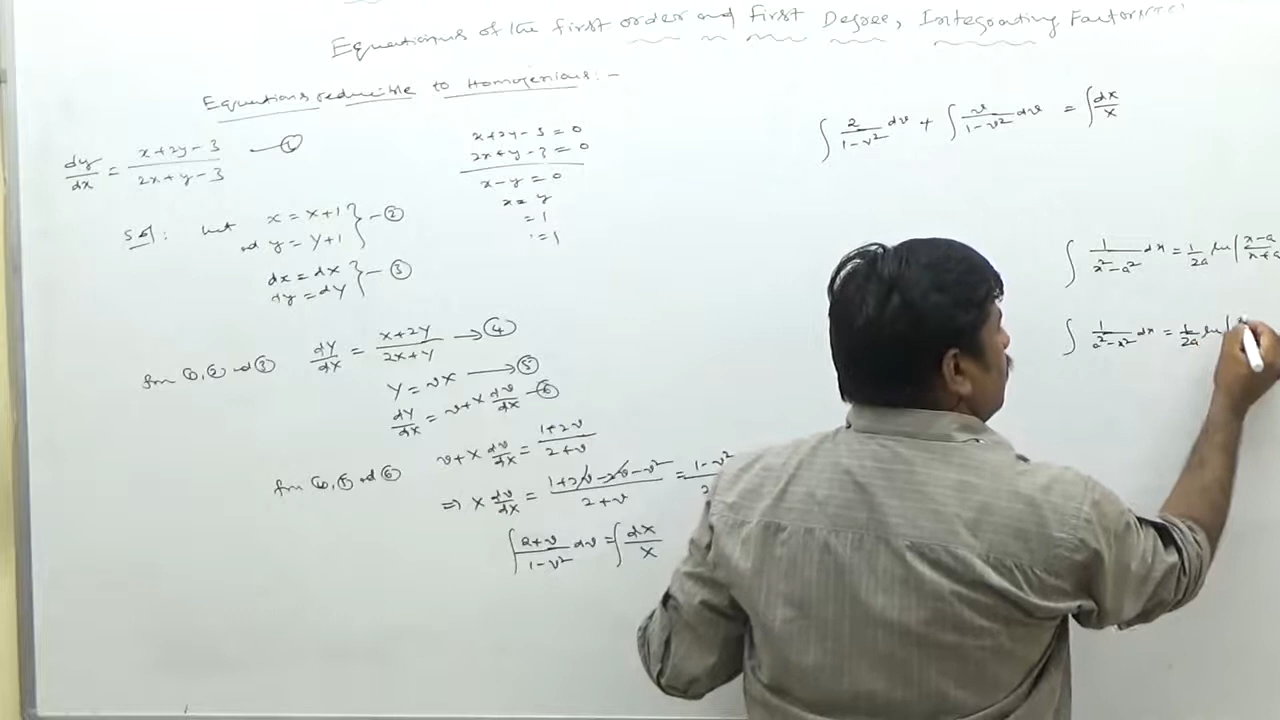 Equations of the first order and first Degree, Integrating Factor
Equations reducible to Homogenious:-
dy/dx = x+2y-3 / 2x+y-3 — ①
x+2y-3=0
2x+y-3=0
x-y=0
x=y
=1
:=1
Sol: Let x = X+1
and y = Y+1 } - ②
dx = dX
dy = dY } - ③
from ①, ② and ③ dY/dX = X+2Y / 2X+Y → ④
Y = vX → ⑤
dY/dX = v+X dv/dX - ⑥
from ④, ⑤ and ⑥ v+X dv/dX = 1+2v / 2+v
⇒ X dv/dX = 1+2v-2v-v² / 2+v = 1-v² / 2
∫ 2+v / 1-v² dv = ∫ dX / X
∫ 2 / 1-v² dv + ∫ v / 1-v² dv = ∫ dX / X
∫ 1 / x²-a² dx = 1/2a ln| x-a / x+a
∫ 1 / a²-x² dx = 1/2a ln|